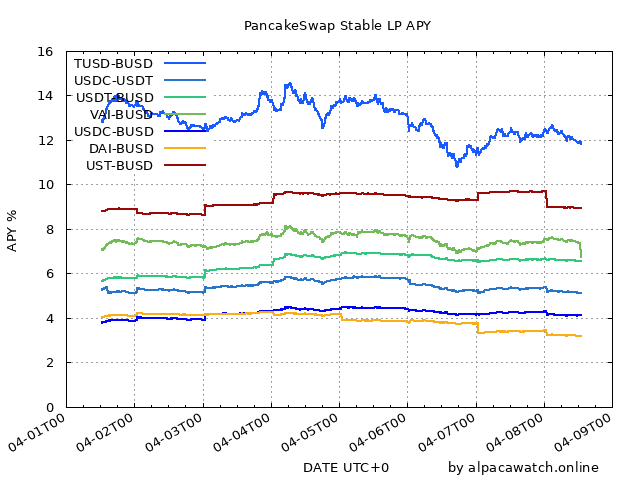 PancakeSwap Stable LP APY
APY %
16
14
12
10
8
6
4
2
0
TUSD-BUSD
USDC-USDT
USDT-BUSD
VAI-BUSD
USDC-BUSD
DAI-BUSD
UST-BUSD
04-01T00
04-02T00
04-03T00
04-04T00
04-05T00
04-06T00
04-07T00
04-08T00
04-09T00
DATE UTC+0
by alpacawatch.online